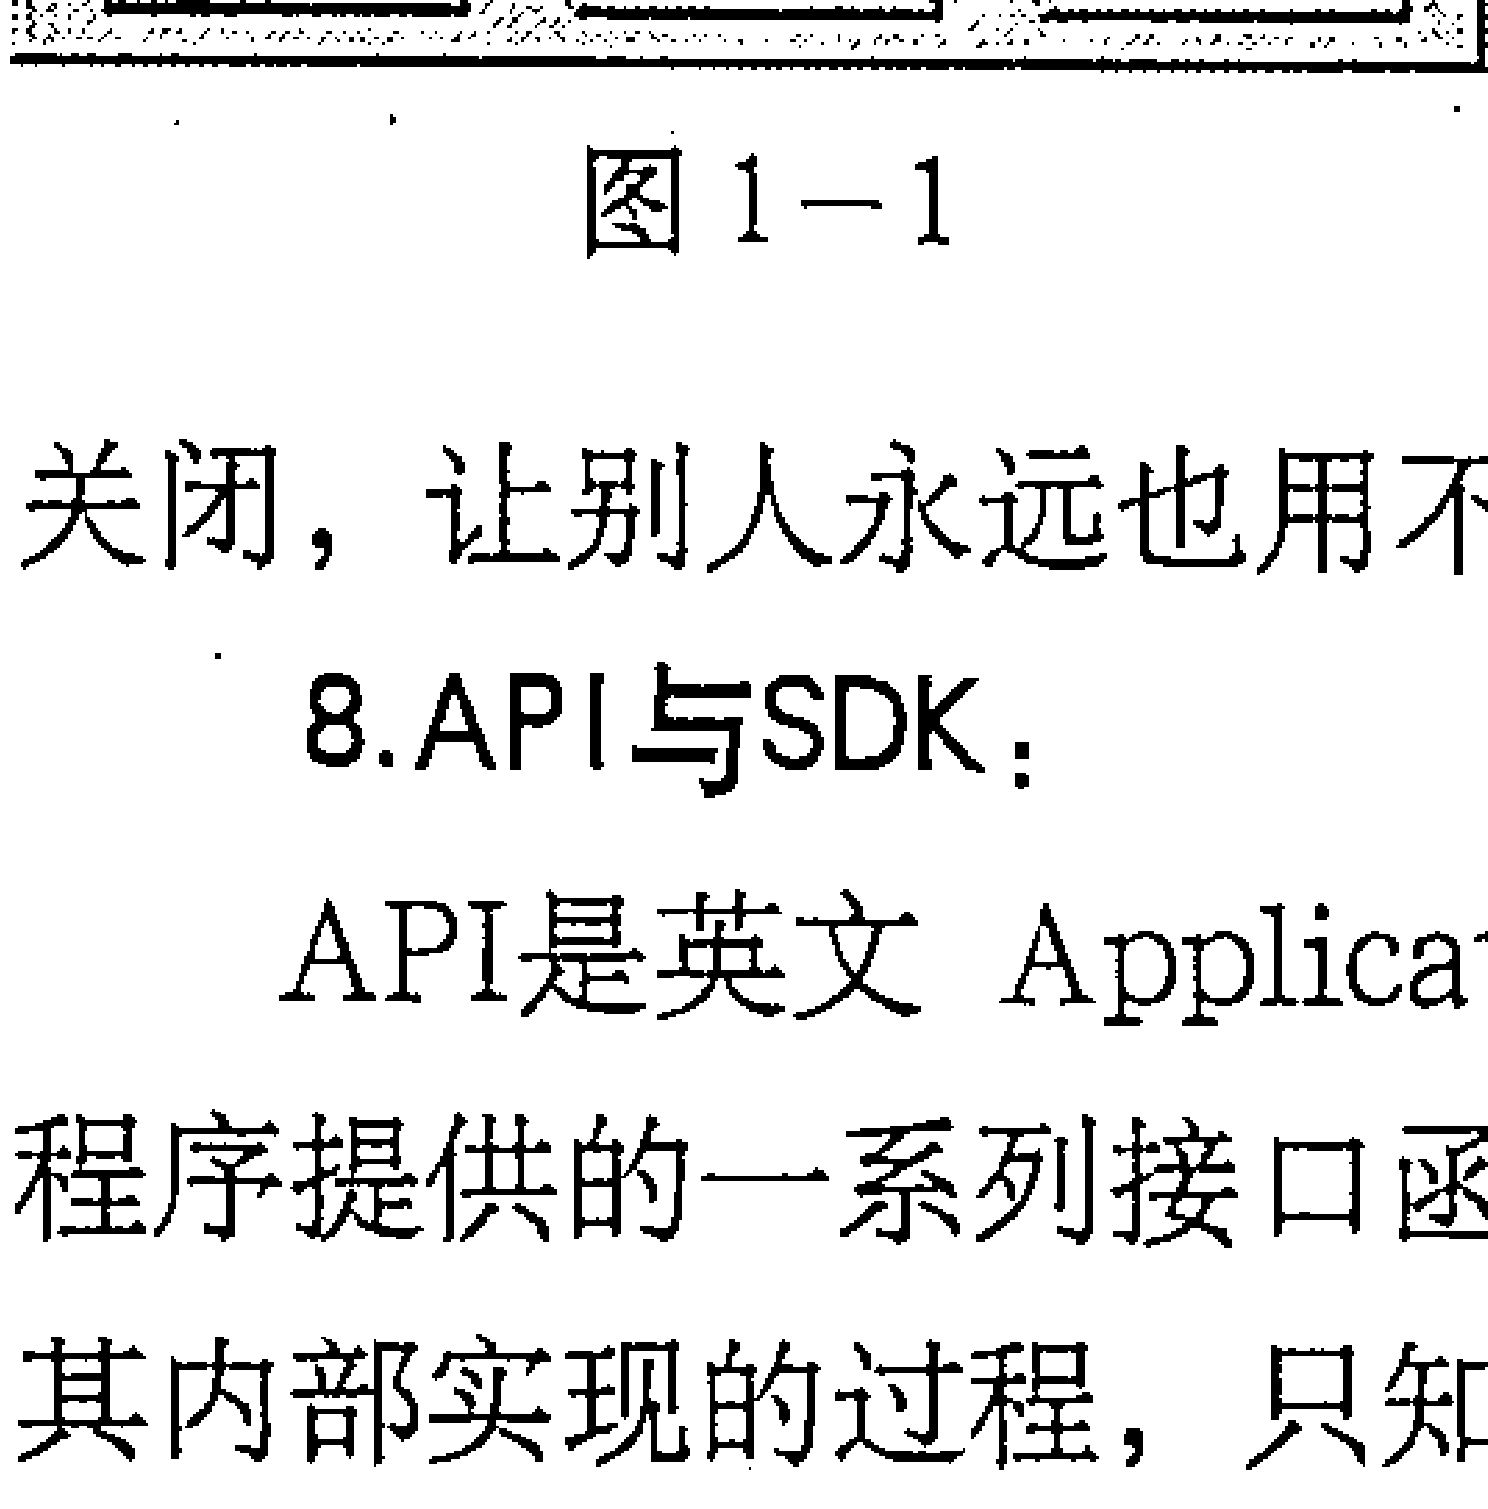 图 1－1
关闭，让别人永远也用不
8.API与SDK：
API是英文 Applica
程序提供的一系列接口函
其内部实现的过程，只知